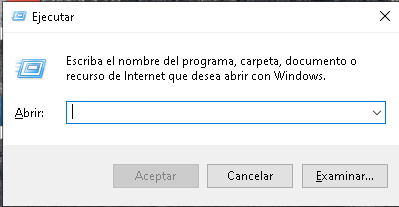 Ejecutar
Escriba el nombre del programa, carpeta, documento o
recurso de Internet que desea abrir con Windows.
Abrir:
Aceptar Cancelar Examinar...